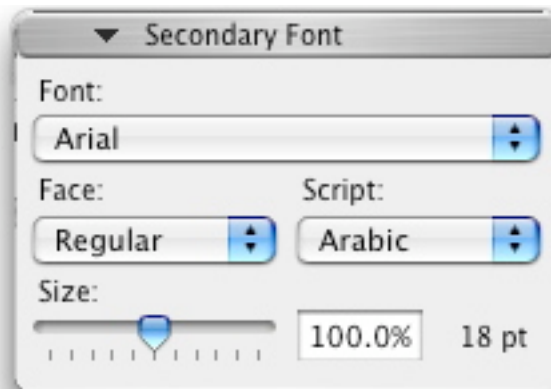 Secondary Font
Font:
Arial
Face: Script:
Regular Arabic
Size:
100.0% 18 pt